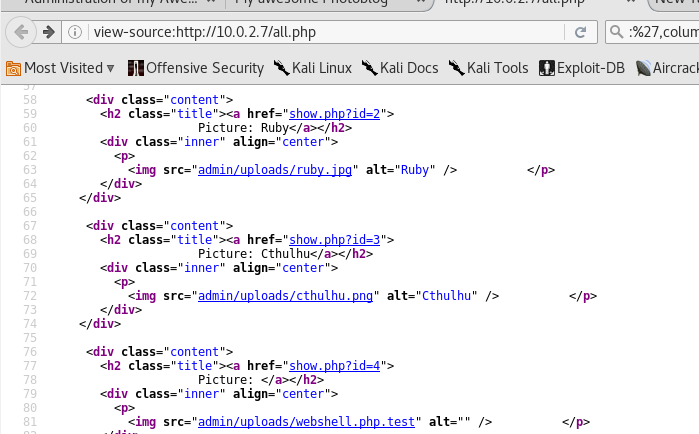 Administration of my Awe...
My awesome Photoblog
http://10.0.2.7/all.php
New T
view-source:http://10.0.2.7/all.php
:%27,colum
Most Visited Offensive Security Kali Linux Kali Docs Kali Tools Exploit-DB Aircrack
57
58 <div class="content">
59 <h2 class="title"><a href="show.php?id=2">
60 Picture: Ruby</a></h2>
61 <div class="inner" align="center">
62 <p>
63 <img src="admin/uploads/ruby.jpg" alt="Ruby" /> </p>
64 </div>
65 </div>
66
67 <div class="content">
68 <h2 class="title"><a href="show.php?id=3">
69 Picture: Cthulhu</a></h2>
70 <div class="inner" align="center">
71 <p>
72 <img src="admin/uploads/cthulhu.png" alt="Cthulhu" /> </p>
73 </div>
74 </div>
75
76 <div class="content">
77 <h2 class="title"><a href="show.php?id=4">
78 Picture: </a></h2>
79 <div class="inner" align="center">
80 <p>
81 <img src="admin/uploads/webshell.php.test" alt="" /> </p>